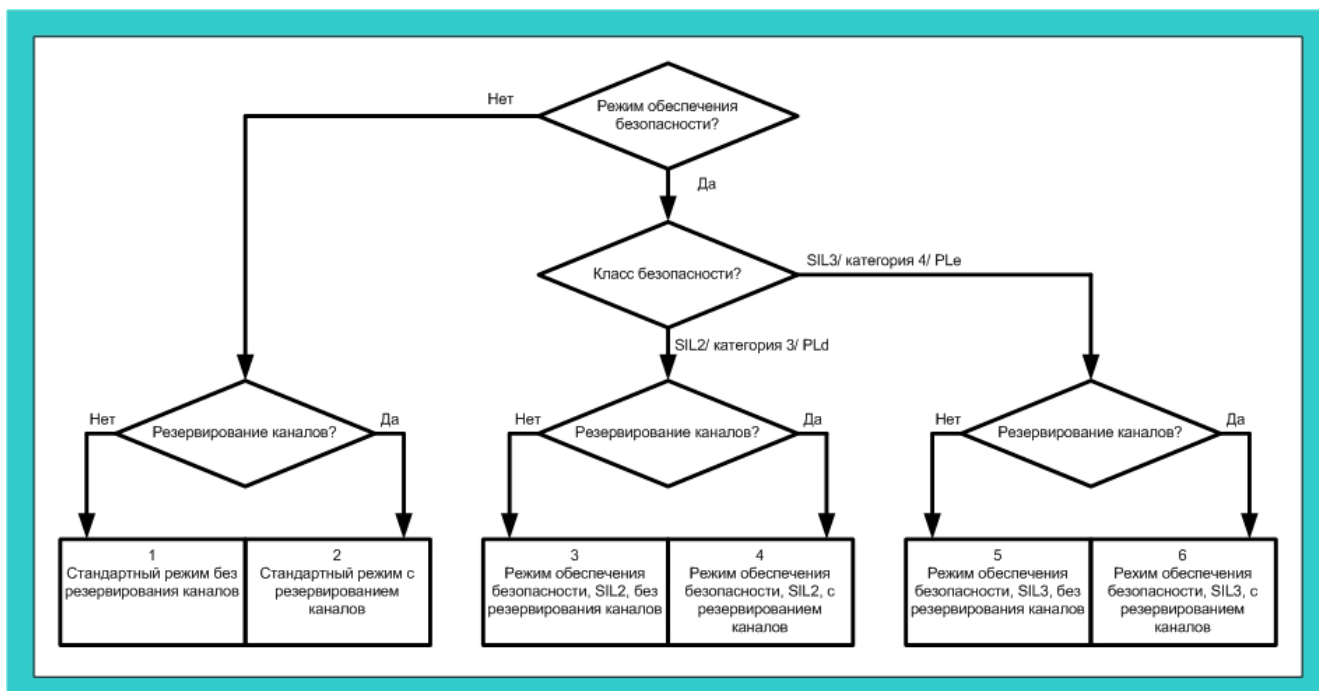 Режим обеспечения
безопасности?
Нет
Да
Класс безопасности?
SIL3/ категория 4/ PLe
SIL2/ категория 3/ PLd
Резервирование каналов?
Нет
Да
Резервирование каналов?
Нет
Да
Резервирование каналов?
Нет
Да
1
Стандартный режим без
резервирования каналов
2
Стандартный режим с
резервированием
каналов
3
Режим обеспечения
безопасности, SIL2, без
резервирования каналов
4
Режим обеспечения
безопасности, SIL2, с
резервированием
каналов
5
Режим обеспечения
безопасности, SIL3, без
резервирования каналов
6
Рехим обеспечения
безопасности, SIL3, с
резервированием
каналов